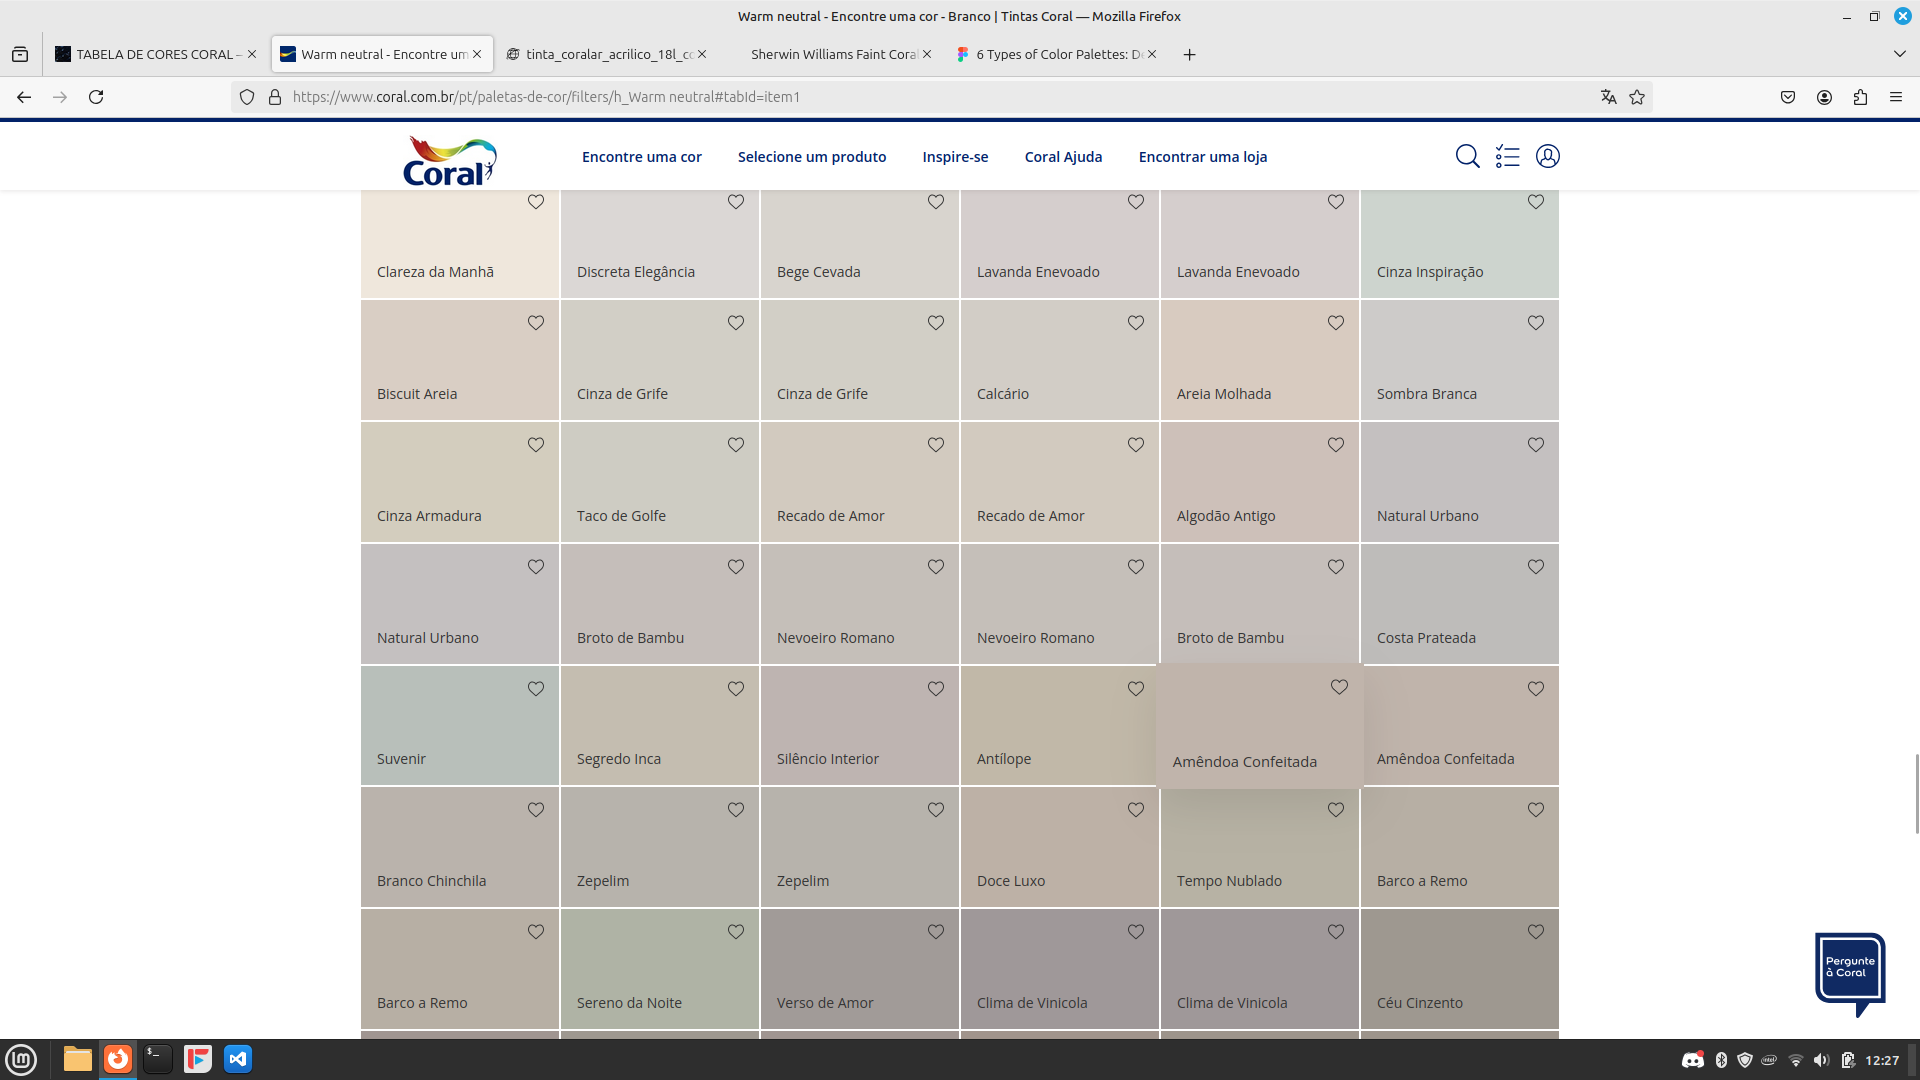 Warm neutral - Encontre uma cor - Branco | Tintas Coral — Mozilla Firefox
TABELA DE CORES CORAL –
Warm neutral - Encontre um
tinta_coralar_acrilico_18l_cc
Sherwin Williams Faint Coral
6 Types of Color Palettes: De
https://www.coral.com.br/pt/paletas-de-cor/filters/h_Warm neutral#tabId=item1
Coral
Encontre uma cor
Selecione um produto
Inspire-se
Coral Ajuda
Encontrar uma loja
Clareza da Manhã
Discreta Elegância
Bege Cevada
Lavanda Enevoado
Lavanda Enevoado
Cinza Inspiração
Biscuit Areia
Cinza de Grife
Cinza de Grife
Calcário
Areia Molhada
Sombra Branca
Cinza Armadura
Taco de Golfe
Recado de Amor
Recado de Amor
Algodão Antigo
Natural Urbano
Natural Urbano
Broto de Bambu
Nevoeiro Romano
Nevoeiro Romano
Broto de Bambu
Costa Prateada
Suvenir
Segredo Inca
Silêncio Interior
Antílope
Amêndoa Confeitada
Amêndoa Confeitada
Branco Chinchila
Zepelim
Zepelim
Doce Luxo
Tempo Nublado
Barco a Remo
Barco a Remo
Sereno da Noite
Verso de Amor
Clima de Vinicola
Clima de Vinicola
Céu Cinzento
Pergunte
à Coral
12:27